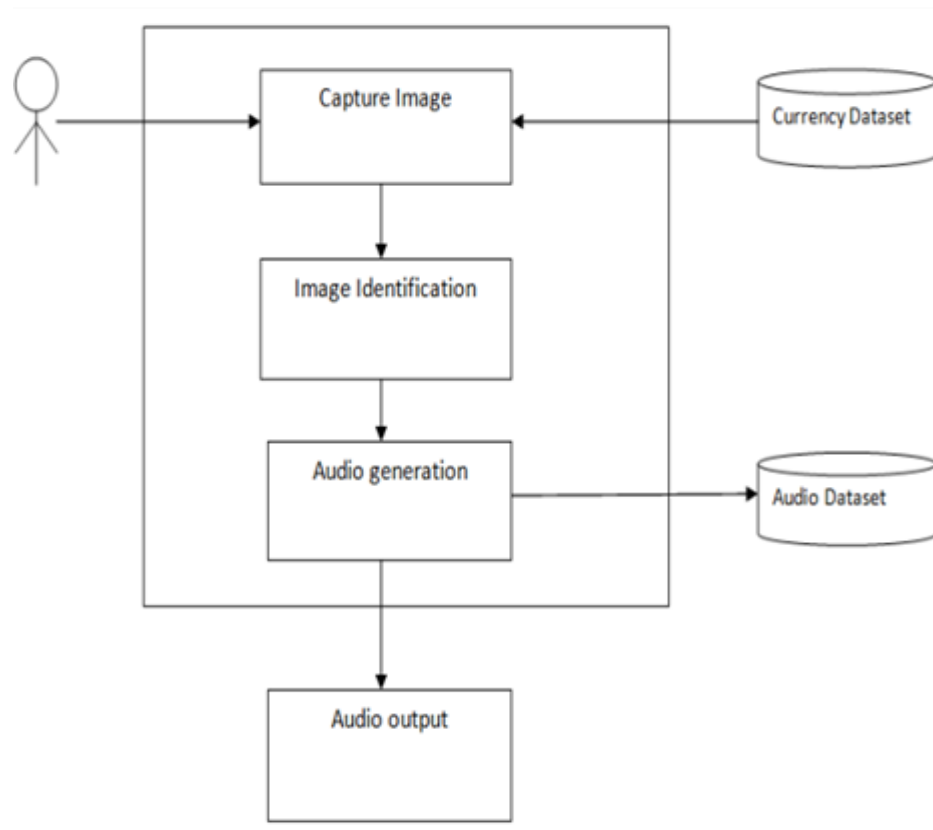 Capture Image
Currency Dataset
Image Identification
Audio generation
Audio Dataset
Audio output